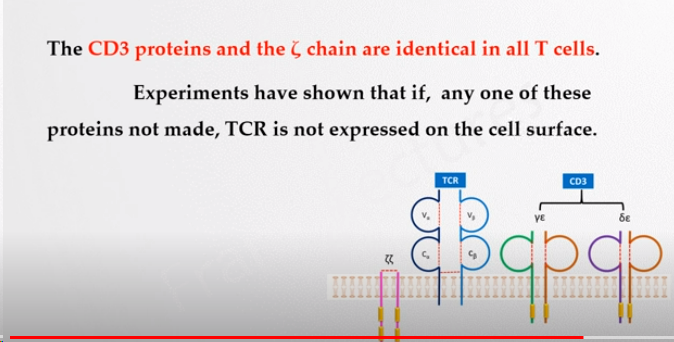 The CD3 proteins and the ζ chain are identical in all T cells.
Experiments have shown that if, any one of these
proteins not made, TCR is not expressed on the cell surface.
TCR
CD3
Vα
Vβ
γε
δε
ζζ
Cα
Cβ